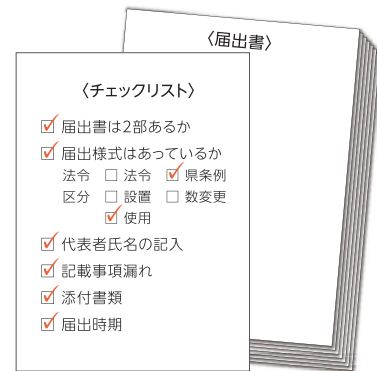 〈届出書〉
〈チェックリスト〉
☑ 届出書は2部あるか
☑ 届出様式はあっているか
法令 □ 法令 ☑ 県条例
区分 □ 設置 □ 数変更
☑ 使用
☑ 代表者氏名の記入
☑ 記載事項漏れ
☑ 添付書類
☑ 届出時期